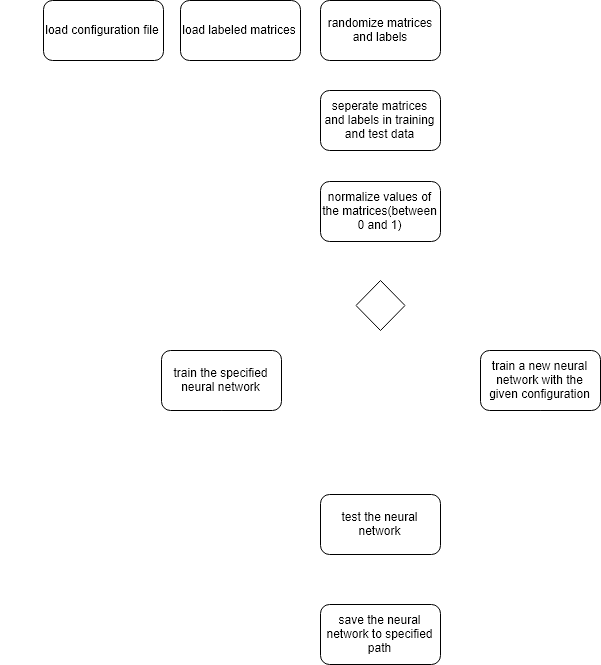 load configuration file
load labeled matrices
randomize matrices
and labels
seperate matrices
and labels in training
and test data
normalize values of
the matrices(between
0 and 1)
train the specified
neural network
train a new neural
network with the
given configuration
test the neural
network
save the neural
network to specified
path